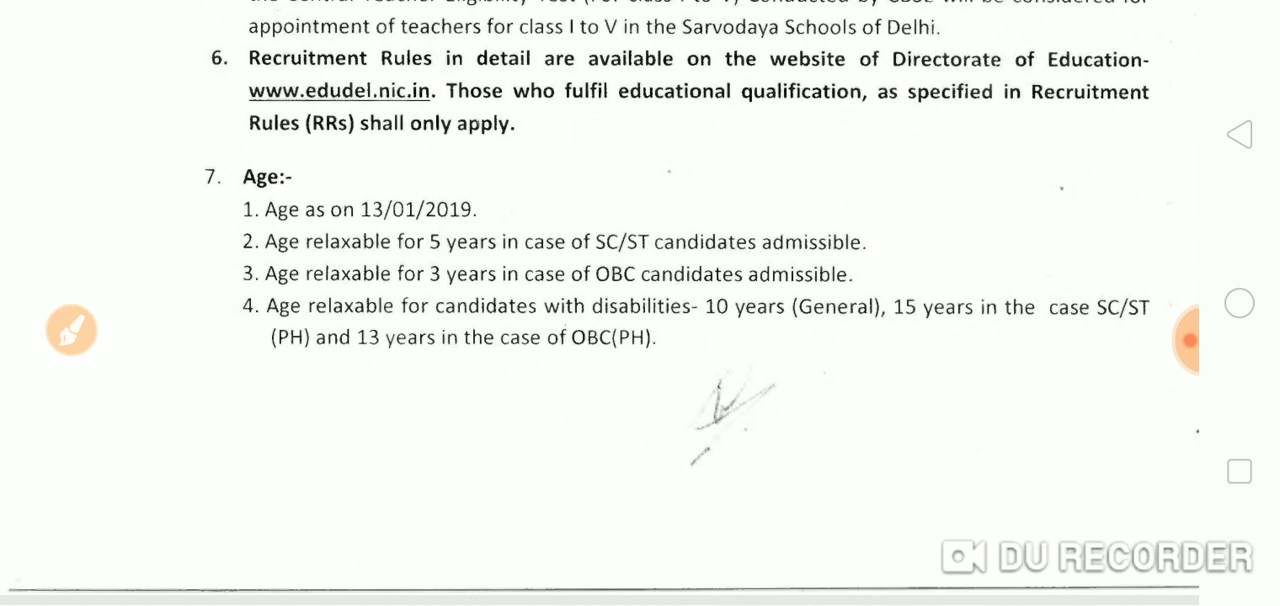 appointment of teachers for class I to V in the Sarvodaya Schools of Delhi.
6. Recruitment Rules in detail are available on the website of Directorate of Education-
www.edudel.nic.in. Those who fulfil educational qualification, as specified in Recruitment
Rules (RRs) shall only apply.
7. Age:-
1. Age as on 13/01/2019.
2. Age relaxable for 5 years in case of SC/ST candidates admissible.
3. Age relaxable for 3 years in case of OBC candidates admissible.
4. Age relaxable for candidates with disabilities- 10 years (General), 15 years in the case SC/ST
(PH) and 13 years in the case of OBC(PH).
DU RECORDER